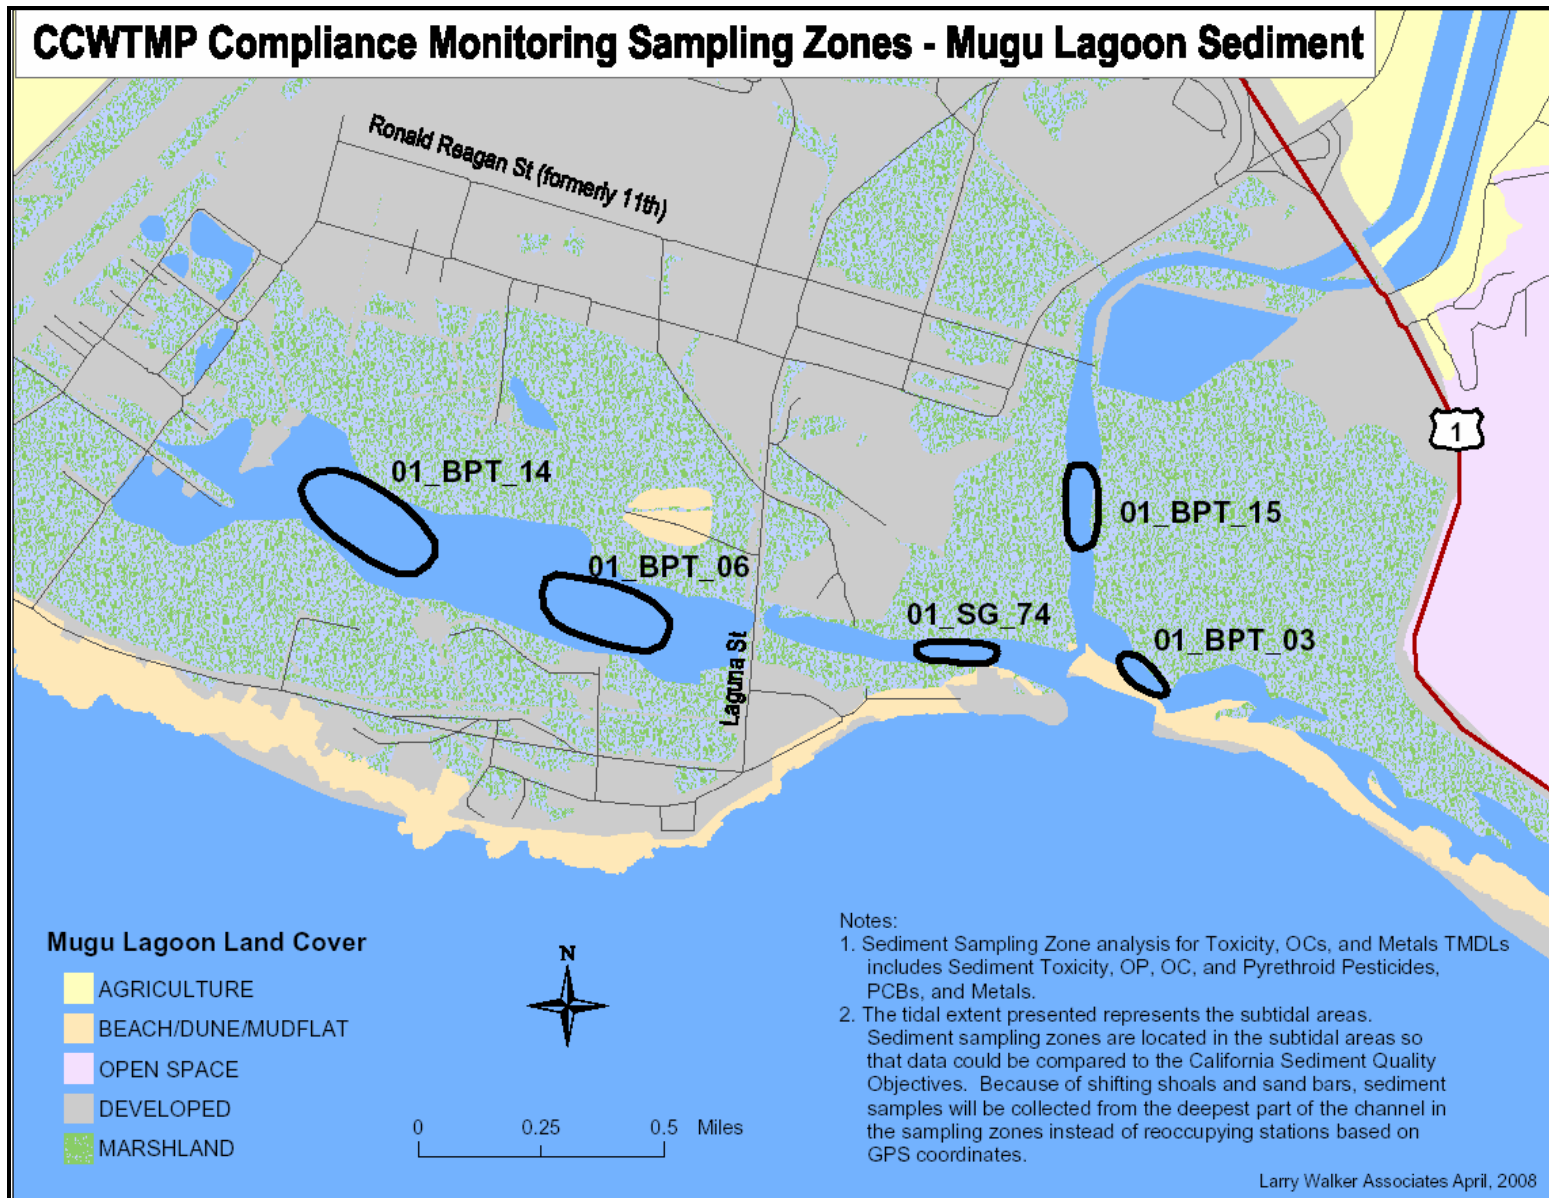 CCWTMP Compliance Monitoring Sampling Zones - Mugu Lagoon Sediment
Ronald Reagan St (formerly 11th)
1
01_BPT_14
01_BPT_15
01_BPT_06
01_SG_74
01_BPT_03
Laguna St
Mugu Lagoon Land Cover
AGRICULTURE
BEACH/DUNE/MUDFLAT
OPEN SPACE
DEVELOPED
MARSHLAND
N
0 0.25 0.5 Miles
Notes:
1. Sediment Sampling Zone analysis for Toxicity, OCs, and Metals TMDLs
includes Sediment Toxicity, OP, OC, and Pyrethroid Pesticides,
PCBs, and Metals.
2. The tidal extent presented represents the subtidal areas.
Sediment sampling zones are located in the subtidal areas so
that data could be compared to the California Sediment Quality
Objectives. Because of shifting shoals and sand bars, sediment
samples will be collected from the deepest part of the channel in
the sampling zones instead of reoccupying stations based on
GPS coordinates.
Larry Walker Associates April, 2008